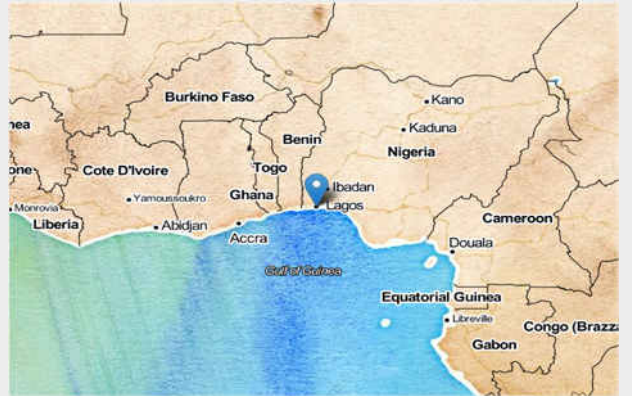 Burkino Faso
Kano
Kaduna
Nigeria
Benin
Togo
Cote D'Ivoire
Yamoussoukro
Ghana
Ibadan
Lagos
nea
one
Monrovia
Liberia
Abidjan
Accra
Cameroon
Douala
Gulf of Guinea
Equatorial Guinea
Libreville
Congo (Brazza
Gabon